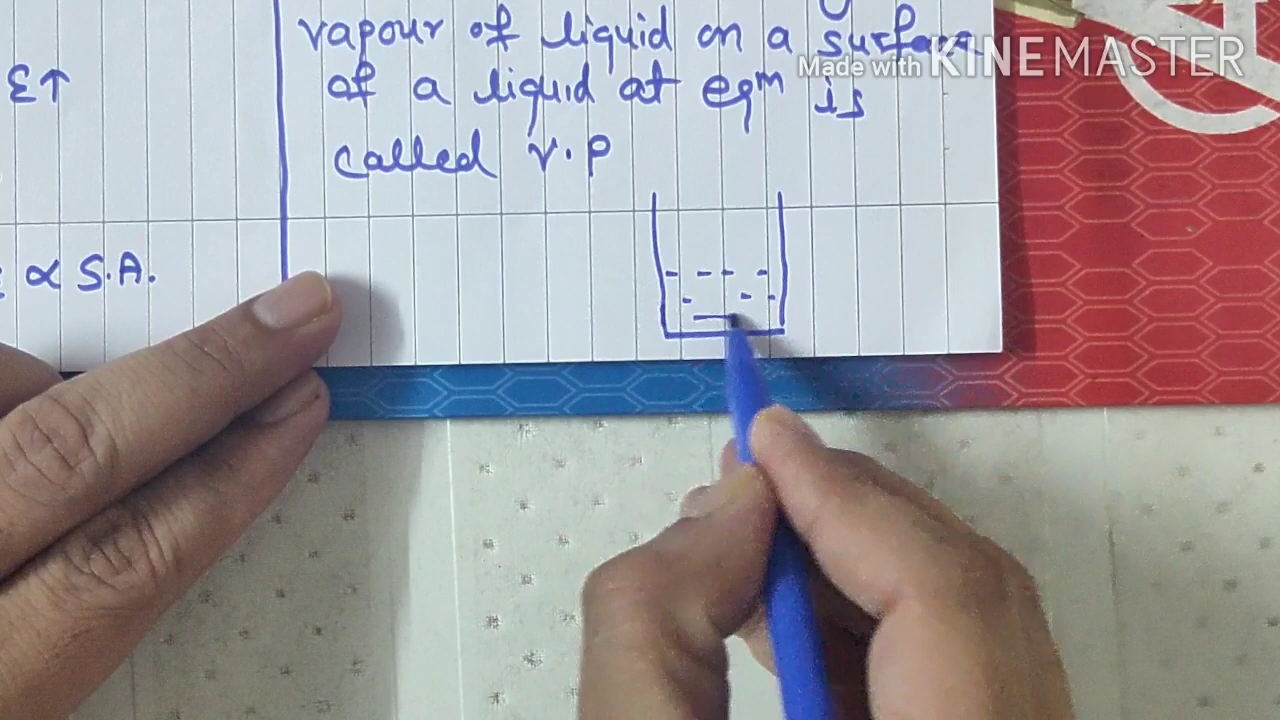 vapour of liquid on a surface
of a liquid at eqm is
called V.P
E↑
∝ S.A.
Made with KINEMASTER